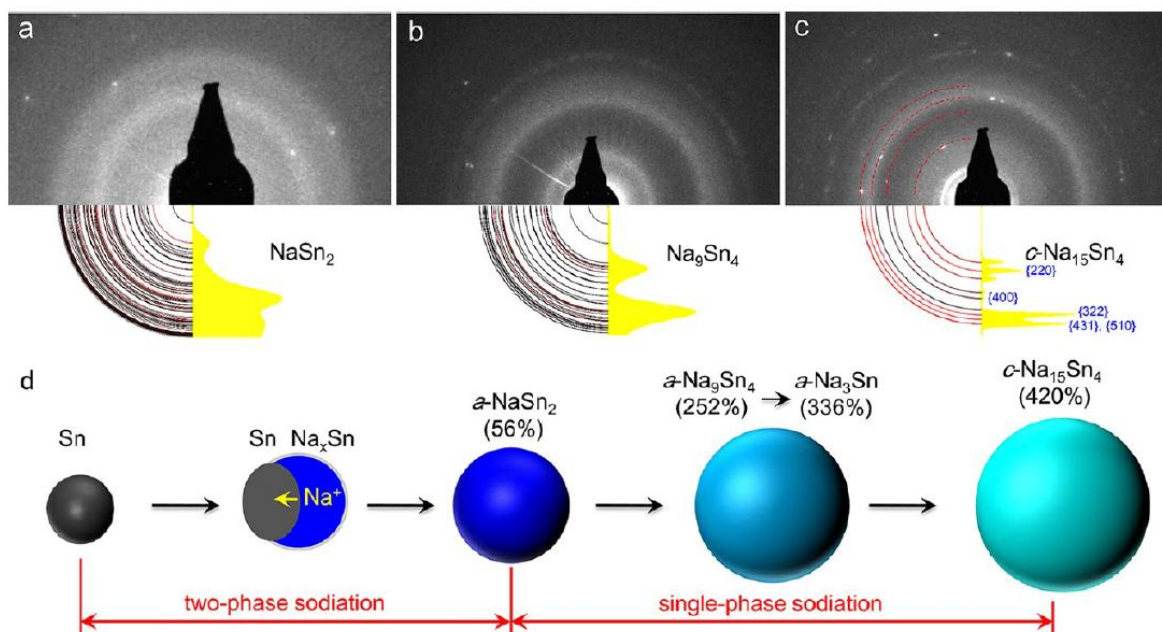 a
b
c
NaSn2
Na9Sn4
c-Na15Sn4
{220}
{400}
{322}
{431}, {510}
d
Sn
Sn NaxSn
Na+
a-NaSn2
(56%)
a-Na9Sn4 a-Na3Sn
(252%) (336%)
c-Na15Sn4
(420%)
two-phase sodiation
single-phase sodiation